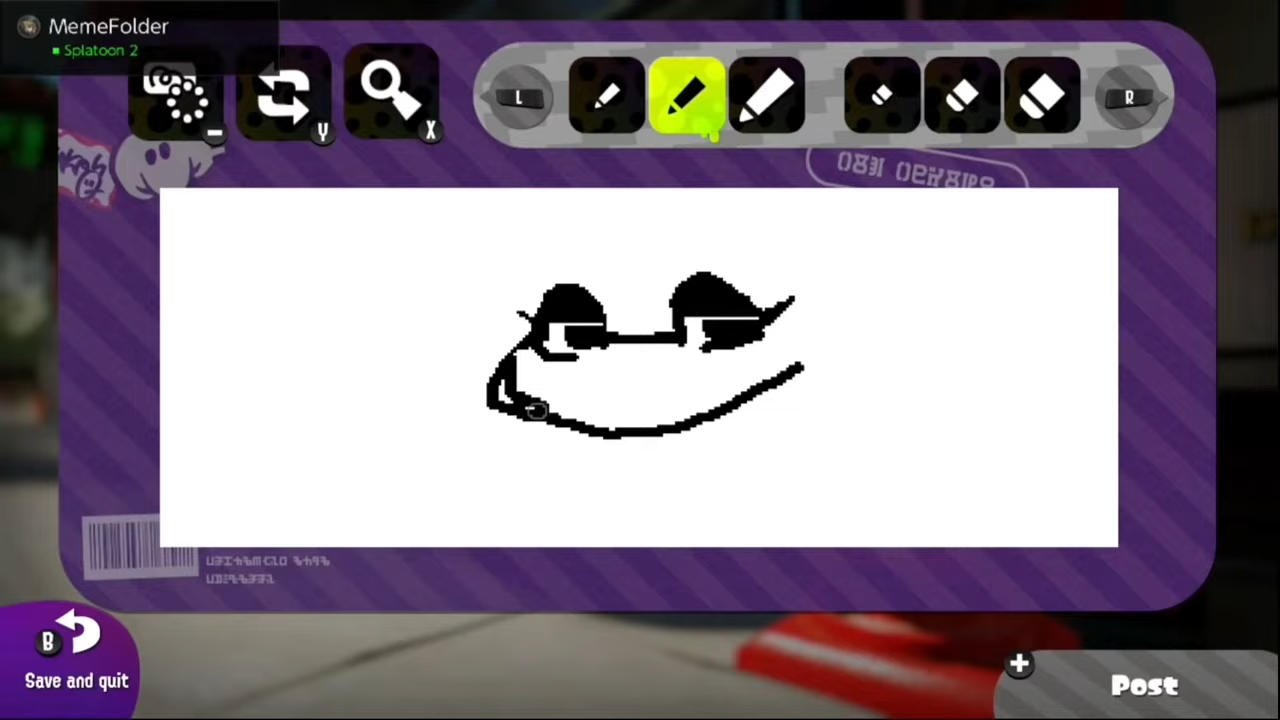 MemeFolder
Splatoon 2
L
R
Y
X
B
Save and quit
Post